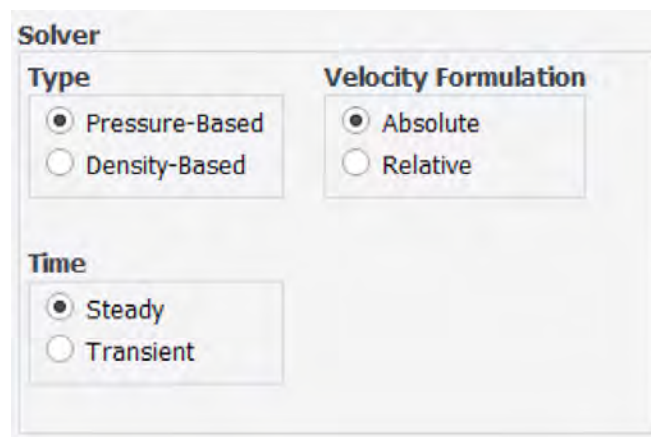 Solver
Type
Pressure-Based
Density-Based
Velocity Formulation
Absolute
Relative
Time
Steady
Transient